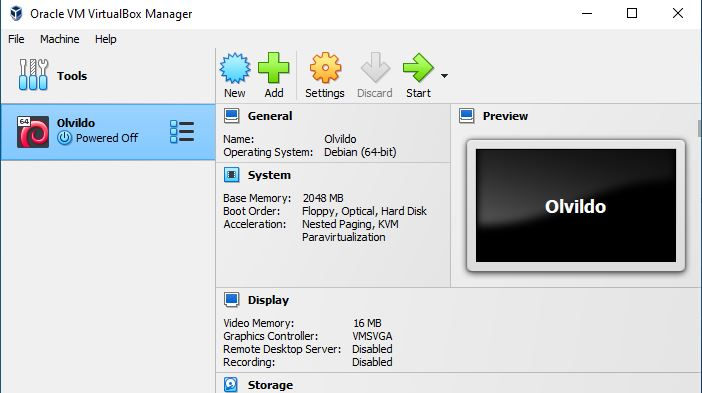 Oracle VM VirtualBox Manager
File Machine Help
Tools
New Add Settings Discard Start
64
Olvildo
Powered Off
General
Name: Olvildo
Operating System: Debian (64-bit)
System
Base Memory: 2048 MB
Boot Order: Floppy, Optical, Hard Disk
Acceleration: Nested Paging, KVM
Paravirtualization
Preview
Olvildo
Display
Video Memory: 16 MB
Graphics Controller: VMSVGA
Remote Desktop Server: Disabled
Recording: Disabled
Storage